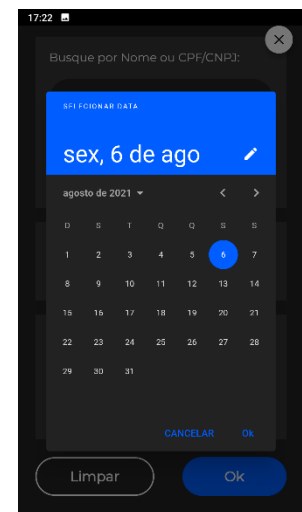 17:22
Busque por Nome ou CPF/CNPJ:
SELECIONAR DATA
sex, 6 de ago
agosto de 2021
D S T Q Q S S
1 2 3 4 5 6 7
8 9 10 11 12 13 14
15 16 17 18 19 20 21
22 23 24 25 26 27 28
29 30 31
CANCELAR Ok
Limpar Ok